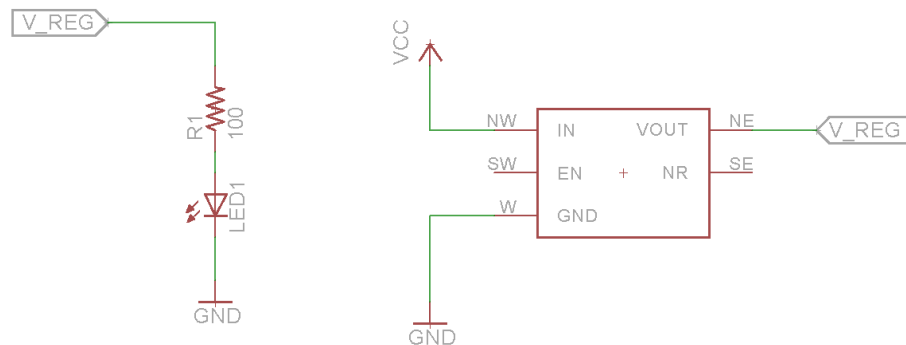 V_REG
R1
100
LED1
GND
VCC
NW
IN
VOUT
NE
V_REG
SW
EN
NR
SE
W
GND
GND